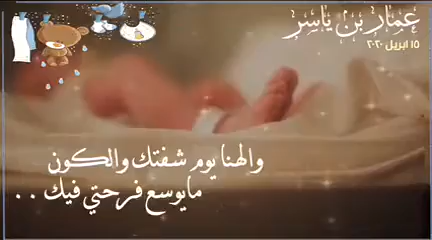 عمار بن ياسر
١٥ ابريل ٢٠٢٠
والهنا يوم شفتك والكون
مايوسع فرحتي فيك . .